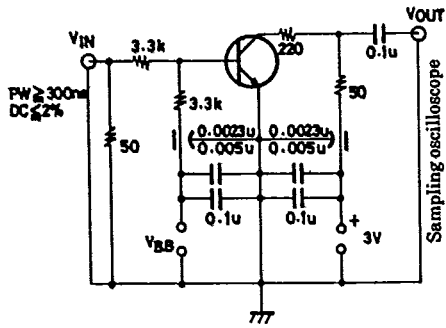 VIN
3.3k
220
VOUT
0.1u
PW≧300ns
DC≦2%
50
3.3k
50
0.0023u
0.005u
0.0023u
0.005u
0.1u
0.1u
VBB
+
3V
Sampling oscilloscope